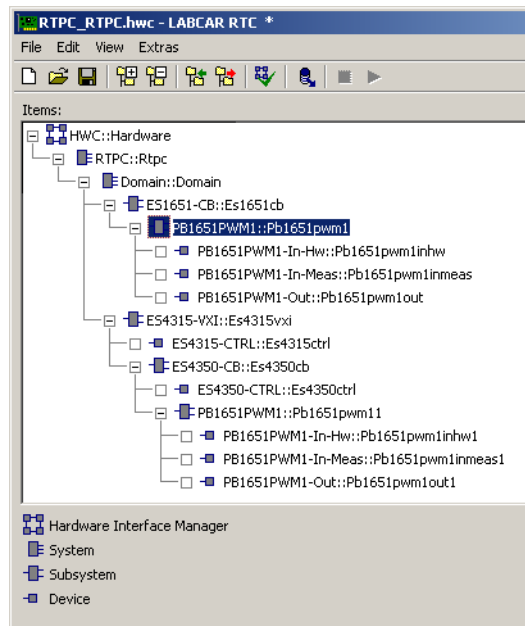 RTPC_RTPC.hwc - LABCAR RTC *
File Edit View Extras
Items:
HWC::Hardware
RTPC::Rtpc
Domain::Domain
ES1651-CB::Es1651cb
PB1651PWM1::Pb1651pwm1
PB1651PWM1-In-Hw::Pb1651pwm1inhw
PB1651PWM1-In-Meas::Pb1651pwm1inmeas
PB1651PWM1-Out::Pb1651pwm1out
ES4315-VXI::Es4315vxi
ES4315-CTRL::Es4315ctrl
ES4350-CB::Es4350cb
ES4350-CTRL::Es4350ctrl
PB1651PWM1::Pb1651pwm11
PB1651PWM1-In-Hw::Pb1651pwm1inhw1
PB1651PWM1-In-Meas::Pb1651pwm1inmeas1
PB1651PWM1-Out::Pb1651pwm1out1
Hardware Interface Manager
System
Subsystem
Device